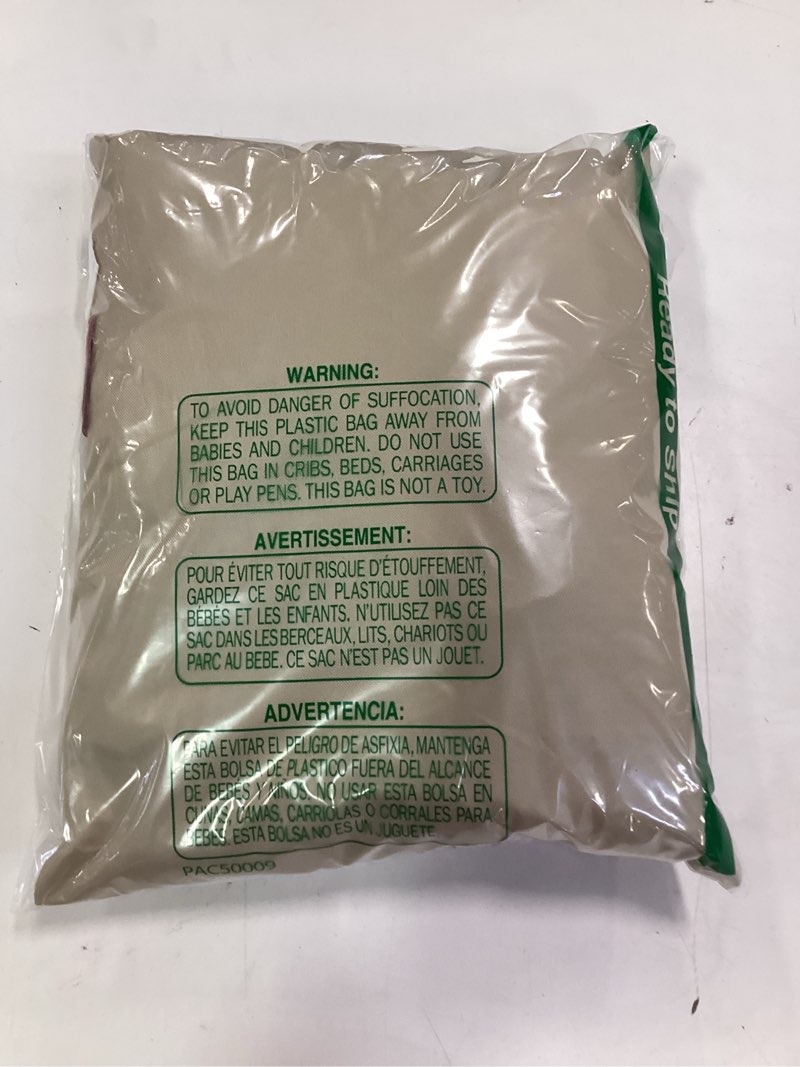 WARNING:
TO AVOID DANGER OF SUFFOCATION,
KEEP THIS PLASTIC BAG AWAY FROM
BABIES AND CHILDREN. DO NOT USE
THIS BAG IN CRIBS, BEDS, CARRIAGES
OR PLAY PENS. THIS BAG IS NOT A TOY.
AVERTISSEMENT:
POUR ÉVITER TOUT RISQUE D'ÉTOUFFEMENT,
GARDEZ CE SAC EN PLASTIQUE LOIN DES
BÉBÉS ET LES ENFANTS. N'UTILISEZ PAS CE
SAC DANS LES BERCEAUX, LITS, CHARIOTS OU
PARC AU BEBE. CE SAC N'EST PAS UN JOUET.
ADVERTENCIA:
PARA EVITAR EL PELIGRO DE ASFIXIA, MANTENGA
ESTA BOLSA DE PLASTICO FUERA DEL ALCANCE
DE BEBES Y NIÑOS. NO USAR ESTA BOLSA EN
CUNAS, CAMAS, CARRIOLAS O CORRALES PARA
BEBES. ESTA BOLSA NO ES UN JUGUETE.
PAC50009
Ready to Ship